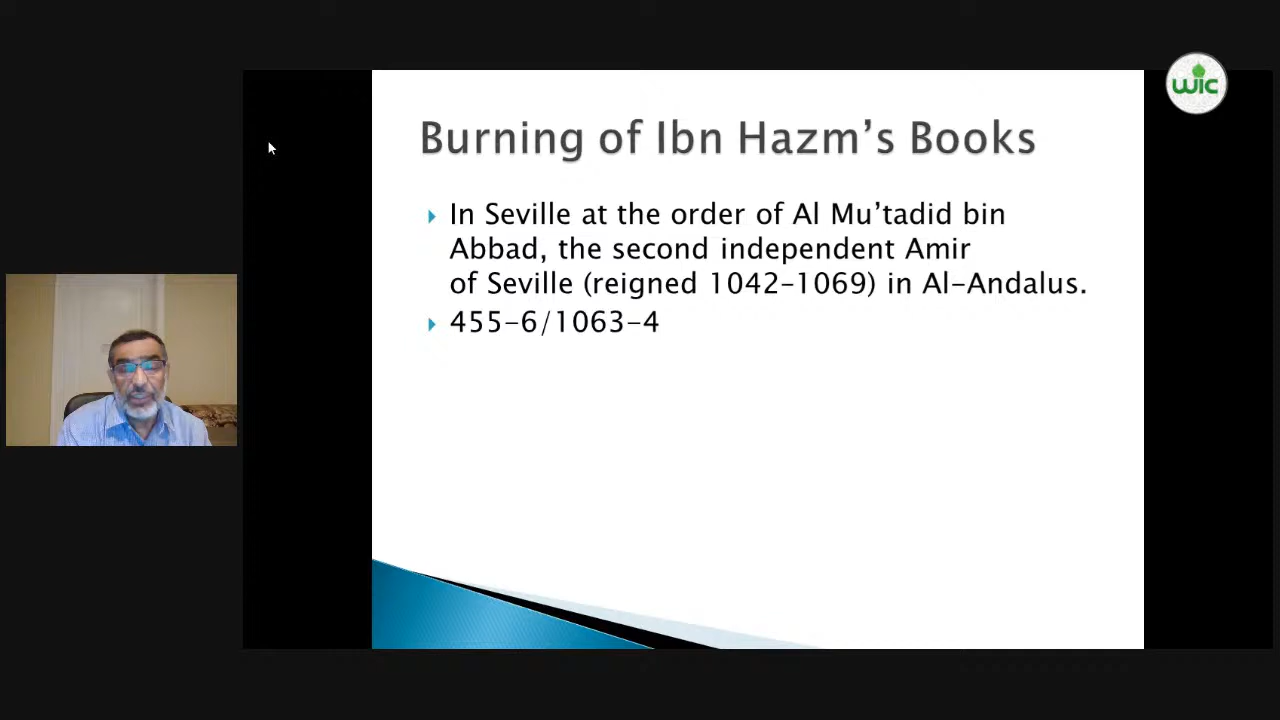 WIC
Burning of Ibn Hazm's Books
In Seville at the order of Al Mu'tadid bin
Abbad, the second independent Amir
of Seville (reigned 1042-1069) in Al-Andalus.
455-6/1063-4